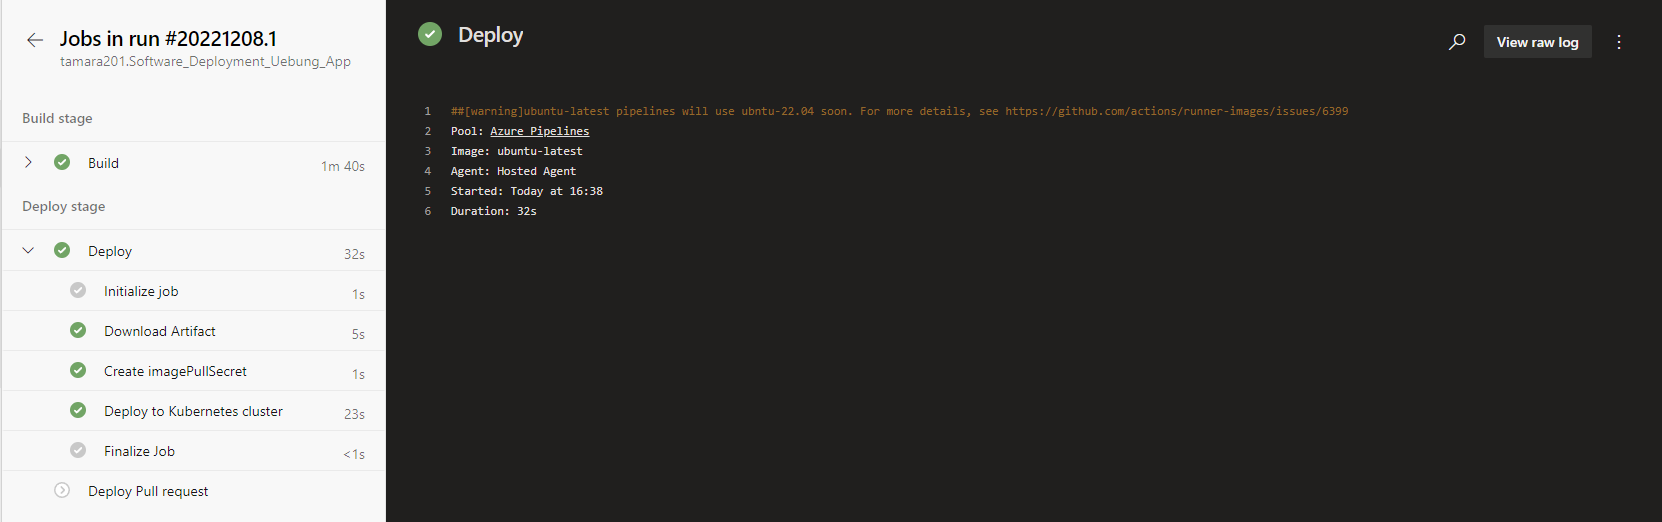 Jobs in run #20221208.1
tamara201.Software_Deployment_Uebung_App
Build stage
Build 1m 40s
Deploy stage
Deploy 32s
Initialize job 1s
Download Artifact 5s
Create imagePullSecret 1s
Deploy to Kubernetes cluster 23s
Finalize Job <1s
Deploy Pull request
Deploy
View raw log
1 ##[warning]ubuntu-latest pipelines will use ubntu-22.04 soon. For more details, see https://github.com/actions/runner-images/issues/6399
2 Pool: Azure Pipelines
3 Image: ubuntu-latest
4 Agent: Hosted Agent
5 Started: Today at 16:38
6 Duration: 32s